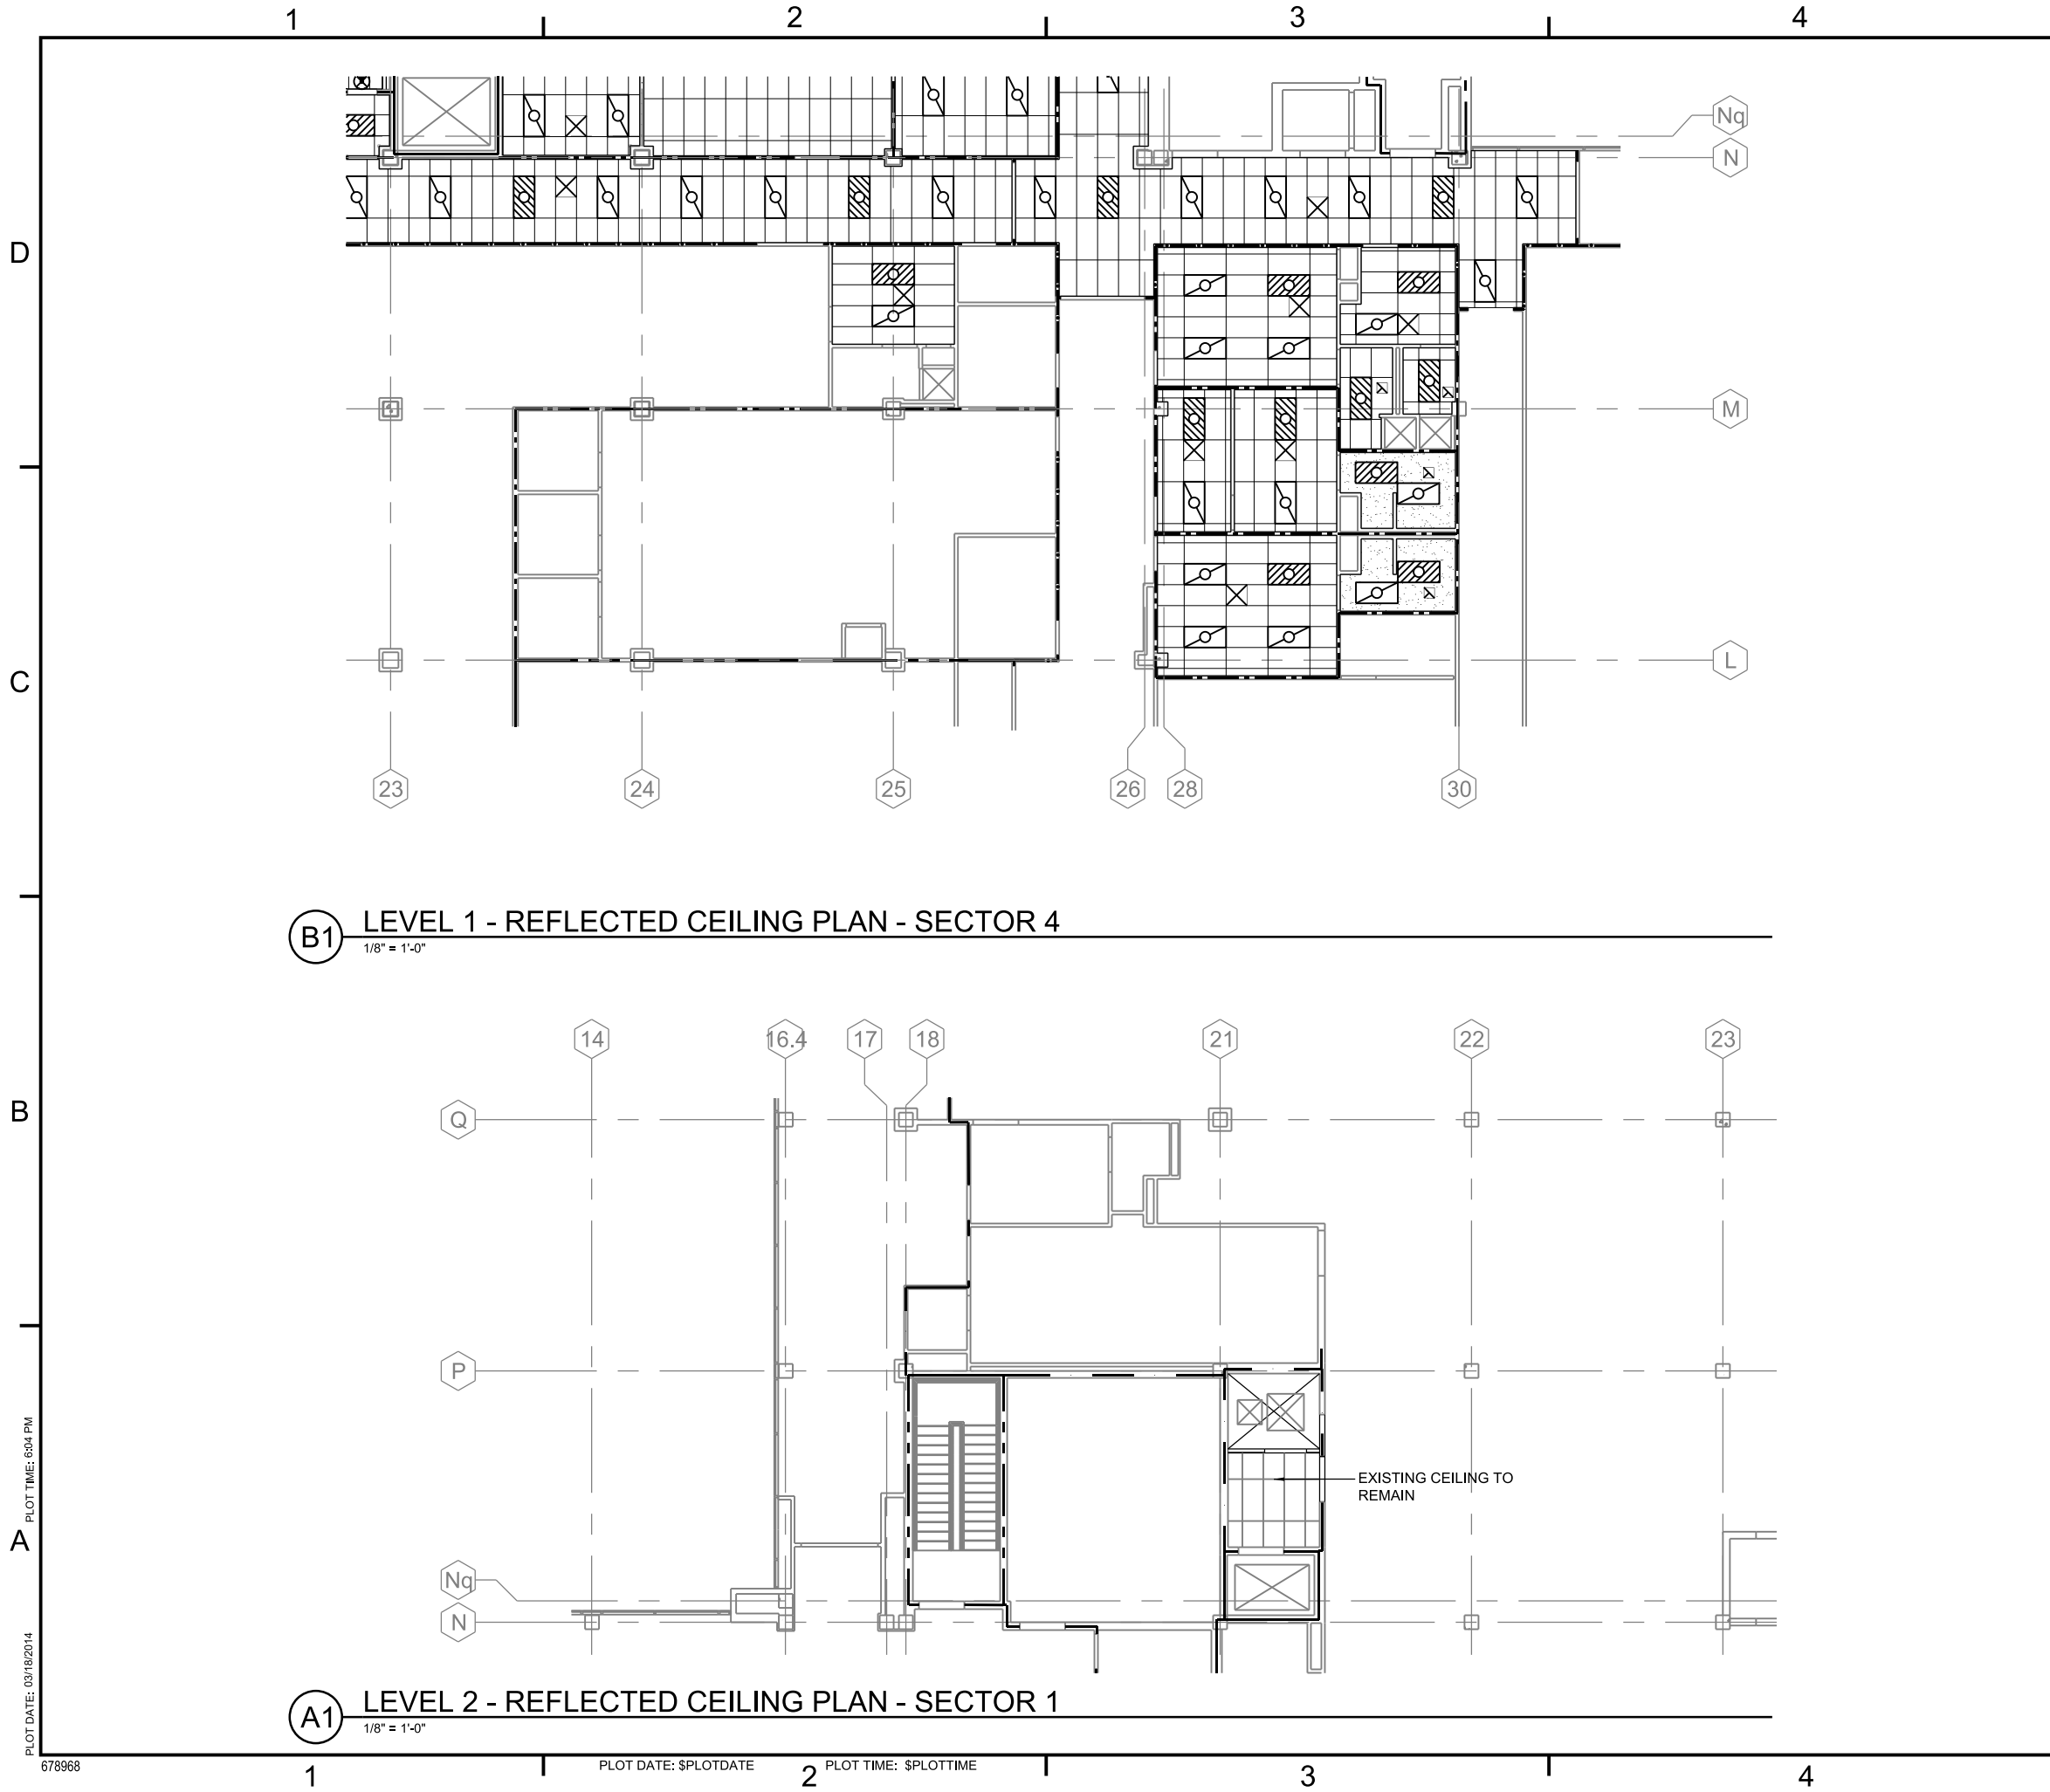 1 2 3 4
Nq
N
D
M
C
L
23 24 25 26 28 30
B1 LEVEL 1 - REFLECTED CEILING PLAN - SECTOR 4
1/8" = 1'-0"
14 16.4 17 18 21 22 23
B
Q
P
EXISTING CEILING TO
REMAIN
A
Nq
N
A1 LEVEL 2 - REFLECTED CEILING PLAN - SECTOR 1
1/8" = 1'-0"
PLOT DATE: 03/18/2014 PLOT TIME: 6:04 PM
678968 PLOT DATE: $PLOTDATE PLOT TIME: $PLOTTIME
1 2 3 4